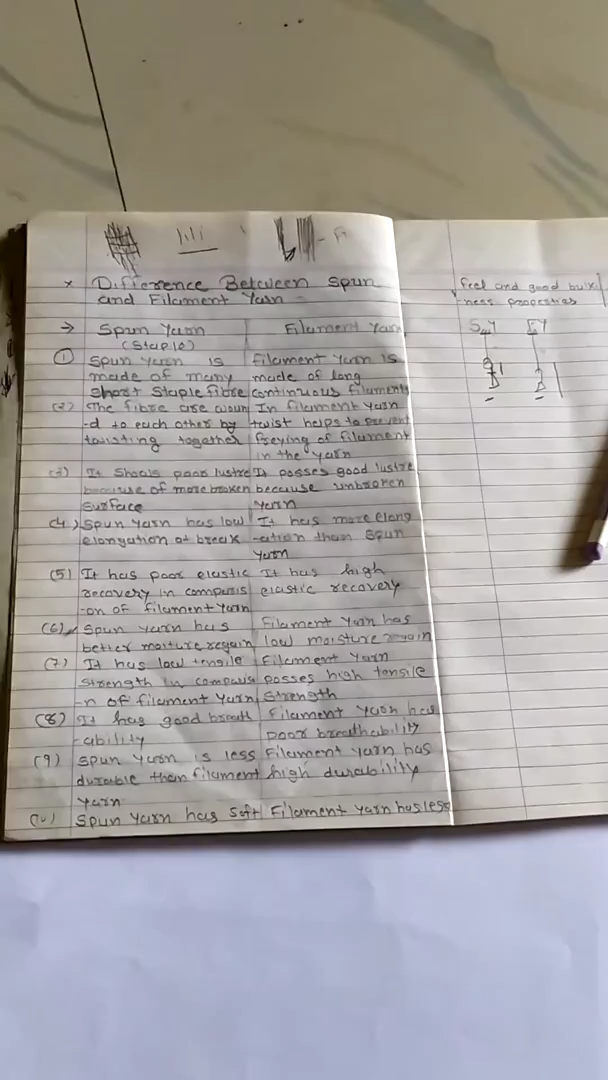 x Difference Between spun
and Filament Yarn
→ Spun Yarn
(Staple)
Filament Yarn
① Spun yarn is
made of many
short staple fibre
Filament yarn is
made of long
continuous filaments
(2) The fibre are woun
-d to each other by
twisting together
In filament yarn
twist helps to prevent
freying of filament
in the yarn
(3) It shoals poor lustre
because of more broken
surface
It posses good lustre
because unbroken
yarn
(4) Spun yarn has low
elongation at break
It has more elong
-ation than spun
yarn
(5) It has poor elastic
recovery in comparis
-on of filament yarn
It has high
elastic recovery
(6) Spun yarn has
better moiture regain
Filament yarn has
low moisture regain
(7) It has low tensile
strength in comparis
-n of filament yarn
Filament yarn
posses high tensile
strength
(8) It has good breath
-ability
Filament yarn has
poor breathability
(9) Spun yarn is less
durable than filament
yarn
Filament yarn has
high durability
(10) Spun yarn has soft
Filament yarn has less
feel and good bulk
ness properties